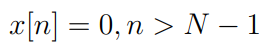 x[n] = 0, n > N − 1